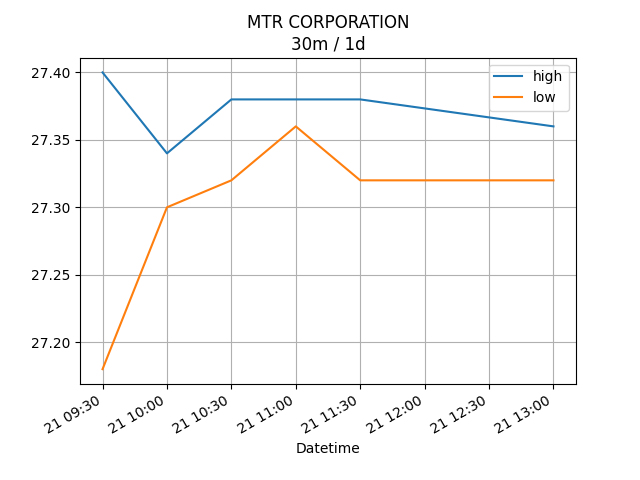 MTR CORPORATION
30m / 1d
high
low
27.40
27.35
27.30
27.25
27.20
21 09:30
21 10:00
21 10:30
21 11:00
21 11:30
21 12:00
21 12:30
21 13:00
Datetime